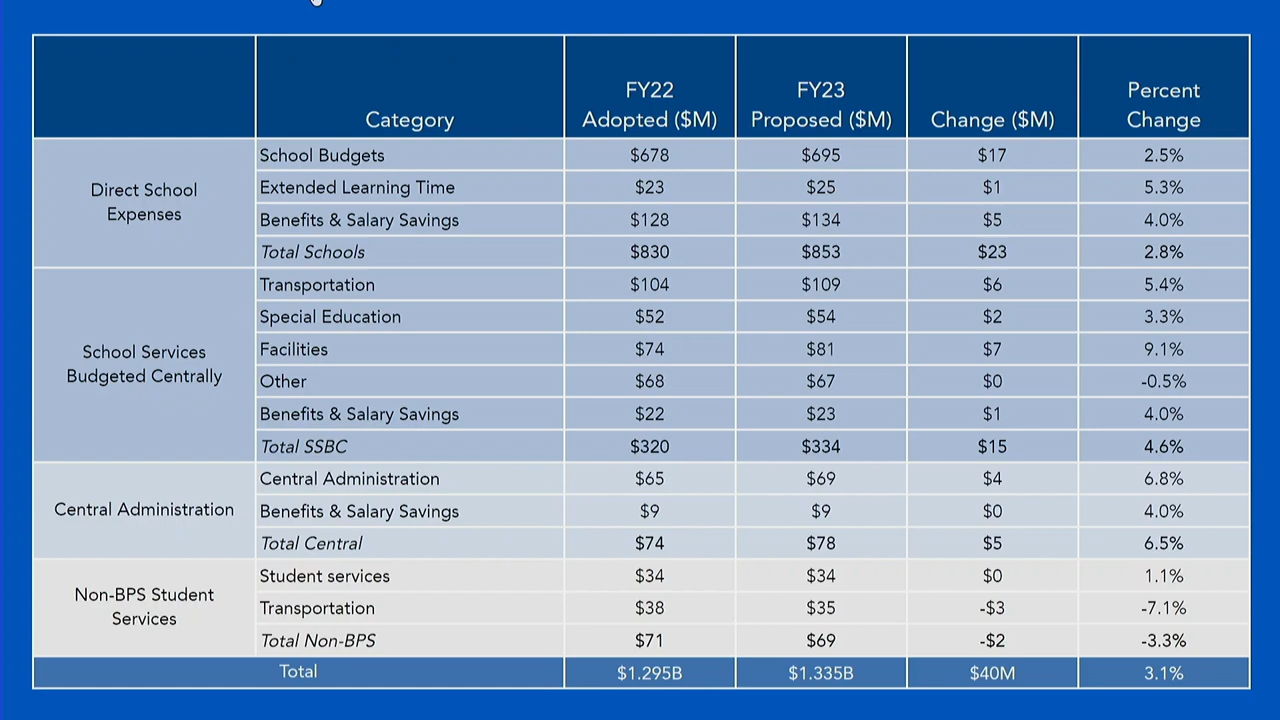 Category FY22 Adopted ($M) FY23 Proposed ($M) Change ($M) Percent Change
Direct School Expenses
School Budgets $678 $695 $17 2.5%
Extended Learning Time $23 $25 $1 5.3%
Benefits & Salary Savings $128 $134 $5 4.0%
Total Schools $830 $853 $23 2.8%
School Services Budgeted Centrally
Transportation $104 $109 $6 5.4%
Special Education $52 $54 $2 3.3%
Facilities $74 $81 $7 9.1%
Other $68 $67 $0 -0.5%
Benefits & Salary Savings $22 $23 $1 4.0%
Total SSBC $320 $334 $15 4.6%
Central Administration
Central Administration $65 $69 $4 6.8%
Benefits & Salary Savings $9 $9 $0 4.0%
Total Central $74 $78 $5 6.5%
Non-BPS Student Services
Student services $34 $34 $0 1.1%
Transportation $38 $35 -$3 -7.1%
Total Non-BPS $71 $69 -$2 -3.3%
Total $1.295B $1.335B $40M 3.1%